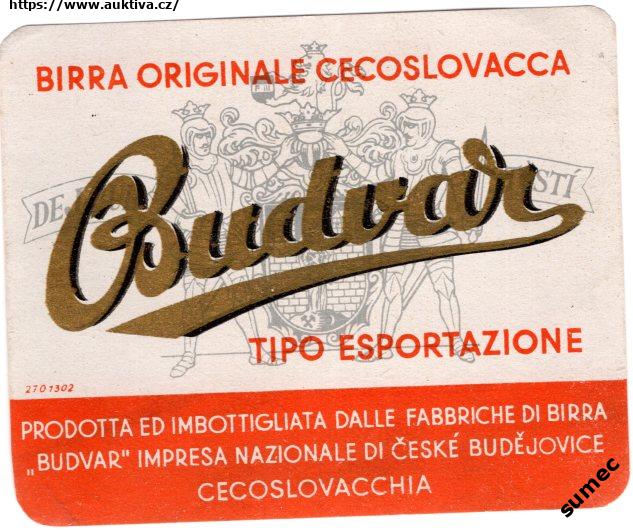 https://www.auktiva.cz/
BIRRA ORIGINALE CECOSLOVACCA
Budvar
TIPO ESPORTAZIONE
2701302
PRODOTTA ED IMBOTTIGLIATA DALLE FABBRICHE DI BIRRA
„BUDVAR" IMPRESA NAZIONALE DI ČESKÉ BUDĚJOVICE
CECOSLOVACCHIA
sumec